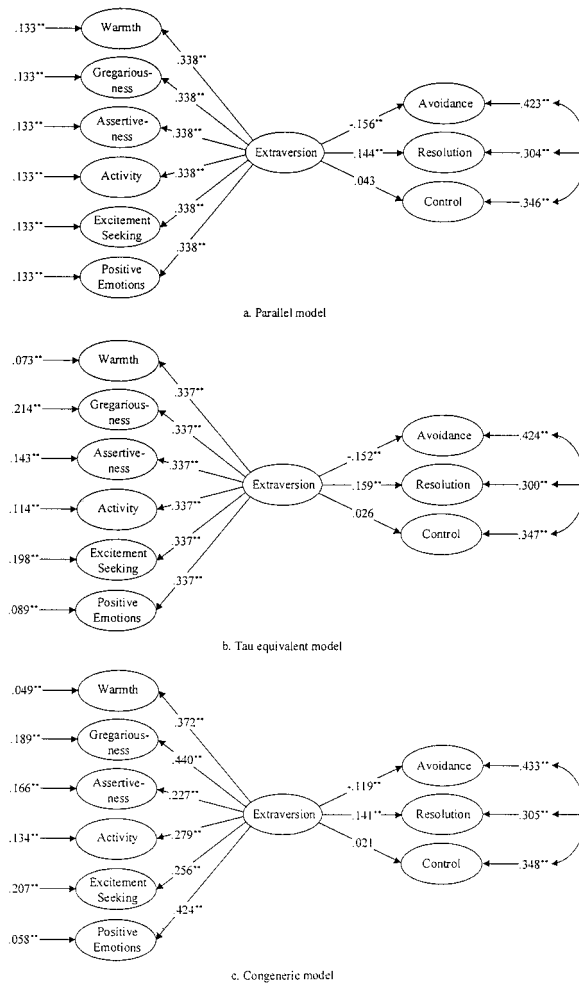 .133**
Warmth
.338**
.133**
Gregarious-
ness
.338**
.133**
Assertive-
ness
.338**
.133**
Activity
.338**
.133**
Excitement
Seeking
.338**
.133**
Positive
Emotions
.338**
Extraversion
-.156**
Avoidance
.423**
.144**
Resolution
.304**
.043
Control
.346**
a. Parallel model
.073**
Warmth
.337**
.214**
Gregarious-
ness
.337**
.143**
Assertive-
ness
.337**
.114**
Activity
.337**
.198**
Excitement
Seeking
.337**
.089**
Positive
Emotions
.337**
Extraversion
-.152**
Avoidance
.424**
.159**
Resolution
.300**
.026
Control
.347**
b. Tau equivalent model
.049**
Warmth
.372**
.189**
Gregarious-
ness
.440**
.166**
Assertive-
ness
.227**
.134**
Activity
.279**
.207**
Excitement
Seeking
.256**
.058**
Positive
Emotions
.424**
Extraversion
-.119**
Avoidance
.433**
.141**
Resolution
.305**
.021
Control
.348**
c. Congeneric model